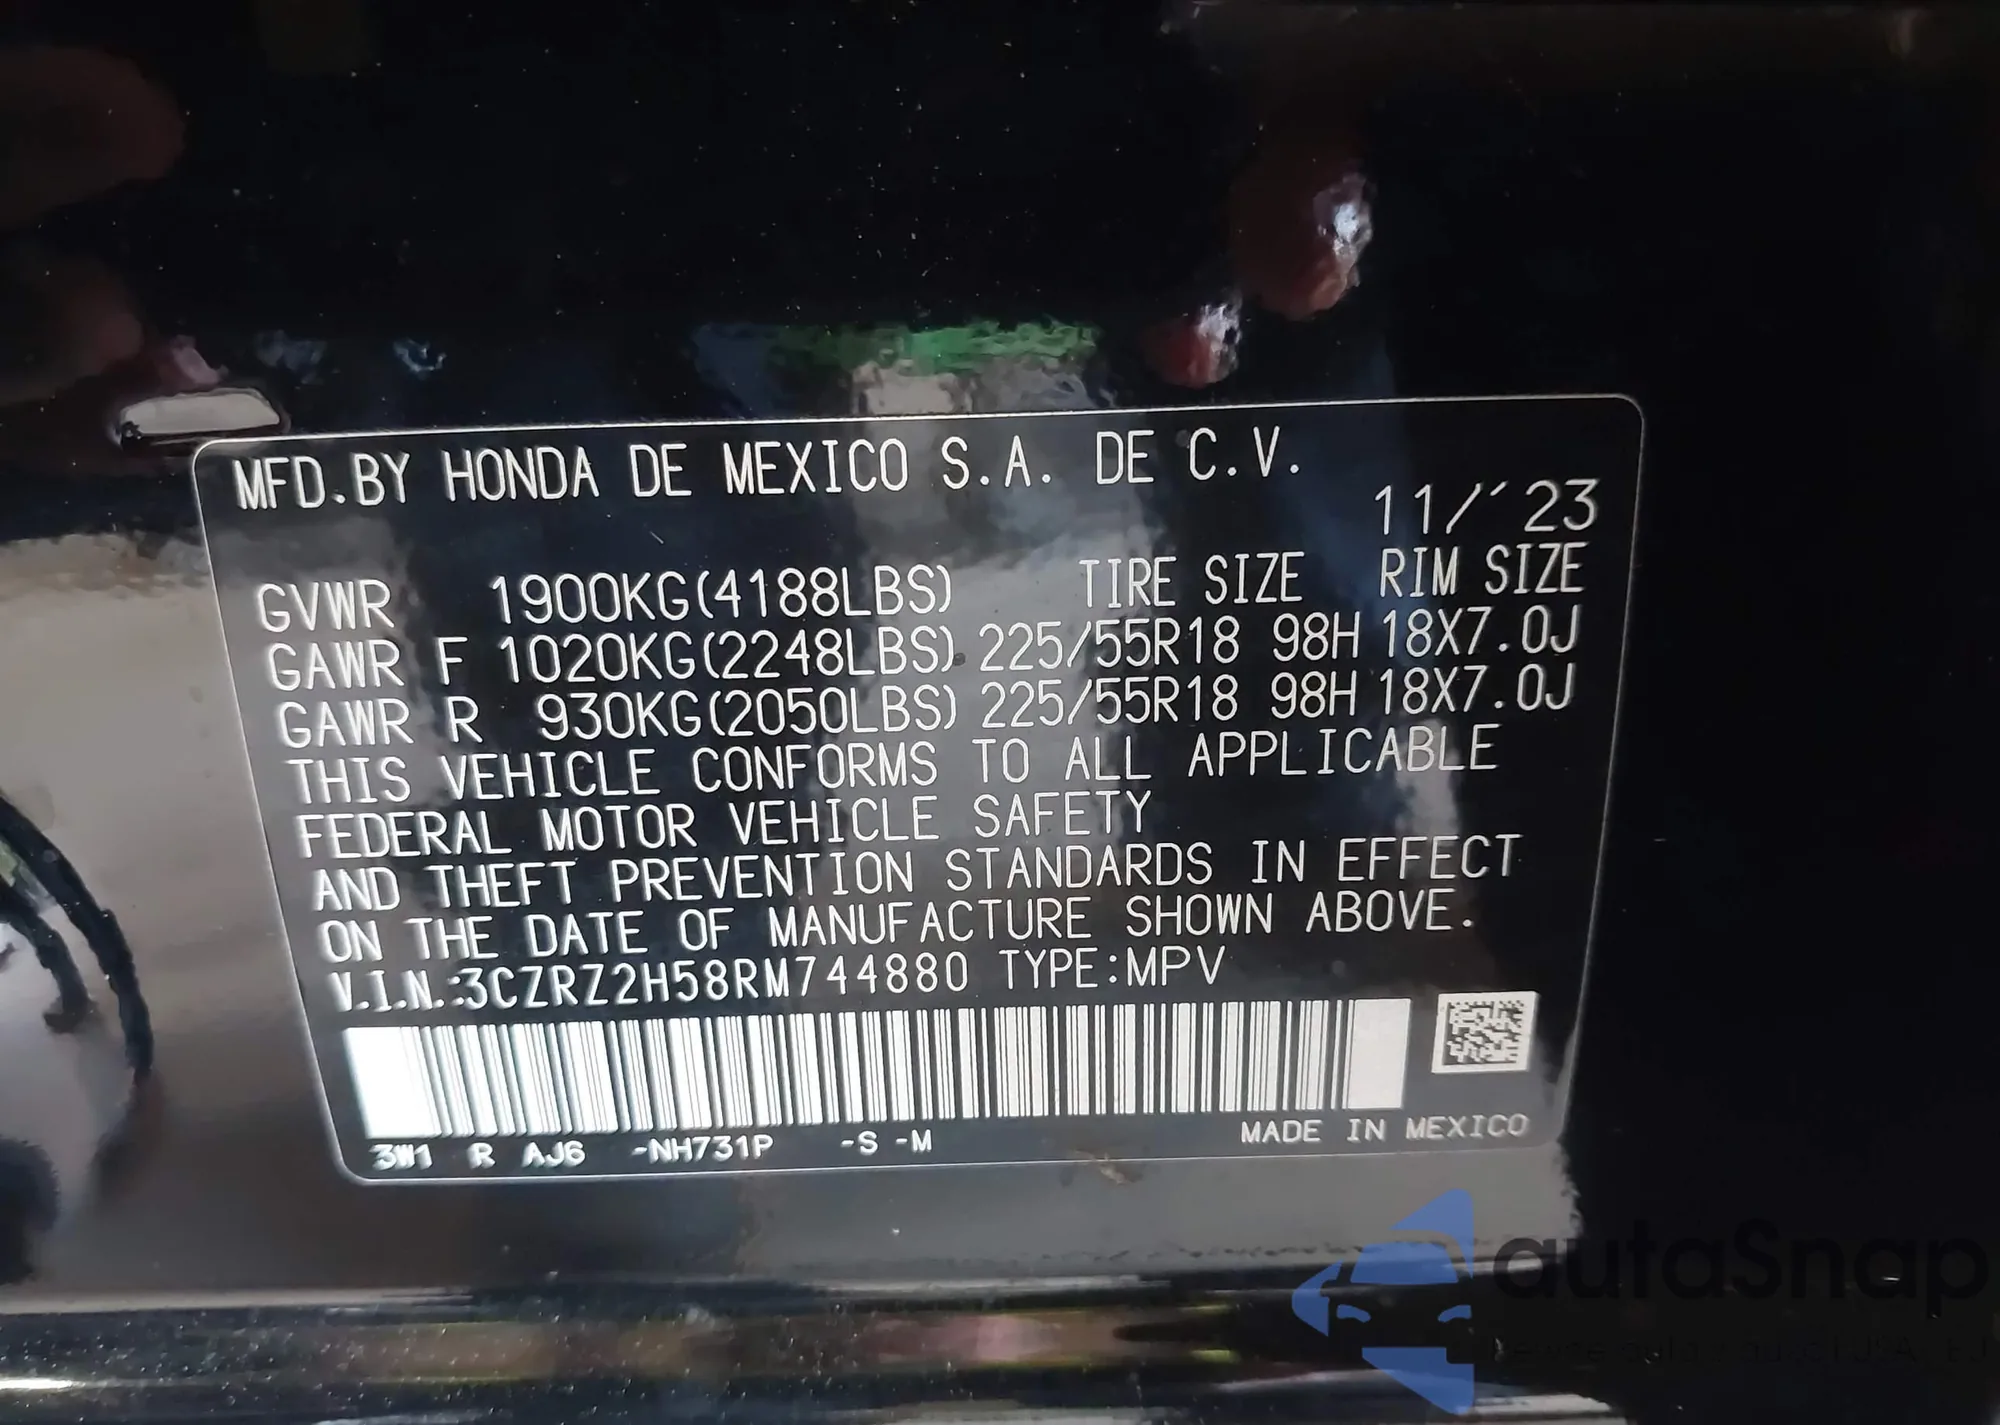 MFD.BY HONDA DE MEXICO S.A. DE C.V.
11/´23
GVWR 1900KG(4188LBS) TIRE SIZE RIM SIZE
GAWR F 1020KG(2248LBS) 225/55R18 98H 18X7.0J
GAWR R 930KG(2050LBS) 225/55R18 98H 18X7.0J
THIS VEHICLE CONFORMS TO ALL APPLICABLE
FEDERAL MOTOR VEHICLE SAFETY
AND THEFT PREVENTION STANDARDS IN EFFECT
ON THE DATE OF MANUFACTURE SHOWN ABOVE.
V.I.N.:3CZRZ2H58RM744880 TYPE:MPV
3W1 R AJ6 -NH731P -S -M MADE IN MEXICO
autaSnap